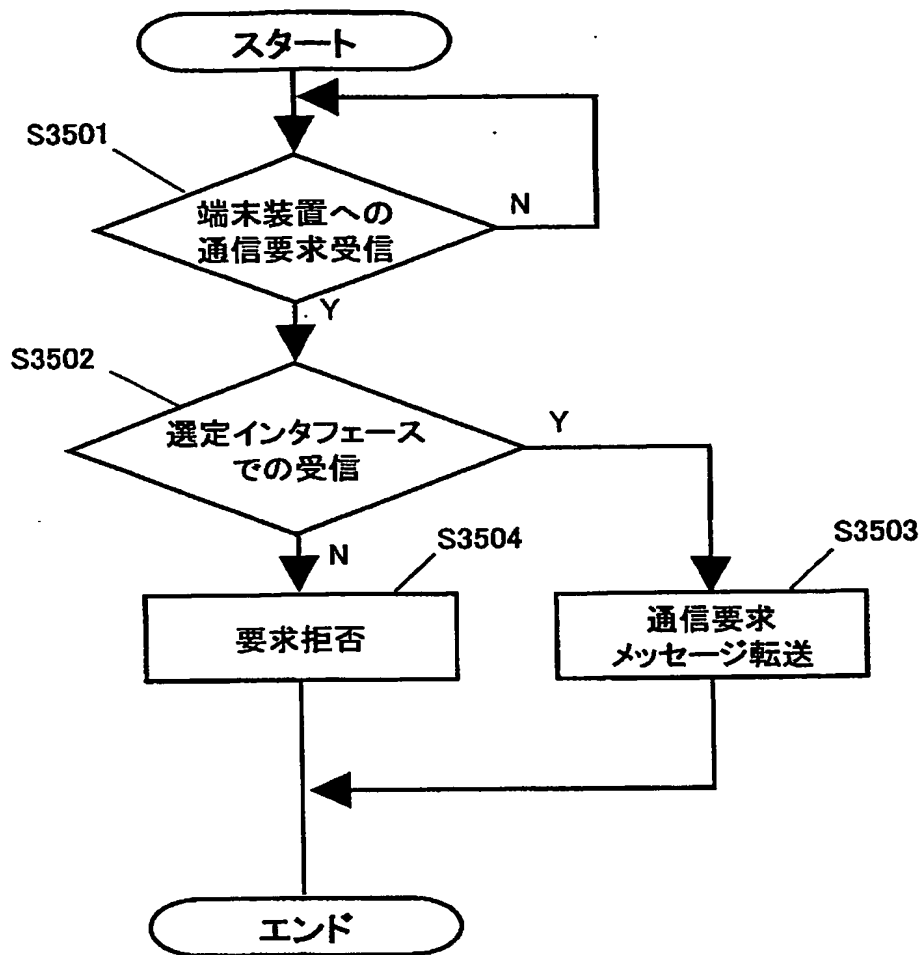 スタート
S3501
端末装置への
通信要求受信
N
Y
S3502
選定インタフェース
での受信
Y
N
S3504
要求拒否
S3503
通信要求
メッセージ転送
エンド